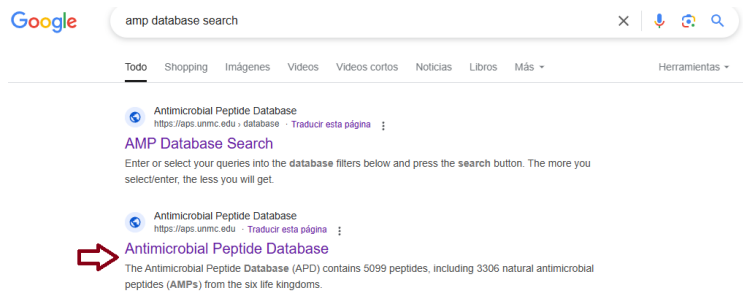 Google
amp database search
Todo Shopping Imágenes Videos Videos cortos Noticias Libros Más Herramientas
Antimicrobial Peptide Database
https://aps.unmc.edu › database · Traducir esta página
AMP Database Search
Enter or select your queries into the database filters below and press the search button. The more you
select/enter, the less you will get.
Antimicrobial Peptide Database
https://aps.unmc.edu · Traducir esta página
Antimicrobial Peptide Database
The Antimicrobial Peptide Database (APD) contains 5099 peptides, including 3306 natural antimicrobial
peptides (AMPs) from the six life kingdoms.